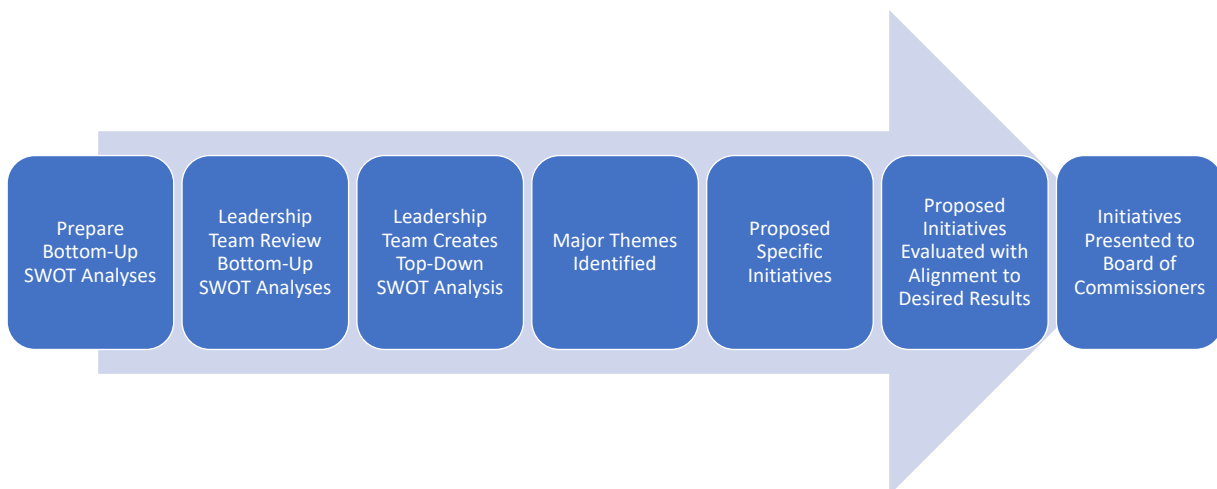 Prepare
Bottom-Up
SWOT Analyses
Leadership
Team Review
Bottom-Up
SWOT Analyses
Leadership
Team Creates
Top-Down
SWOT Analysis
Major Themes
Identified
Proposed
Specific
Initiatives
Proposed
Initiatives
Evaluated with
Alignment to
Desired Results
Initiatives
Presented to
Board of
Commissioners